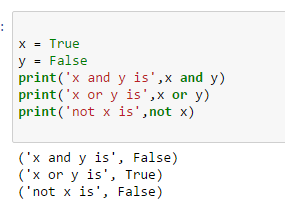 :
x = True
y = False
print('x and y is',x and y)
print('x or y is',x or y)
print('not x is',not x)
('x and y is', False)
('x or y is', True)
('not x is', False)